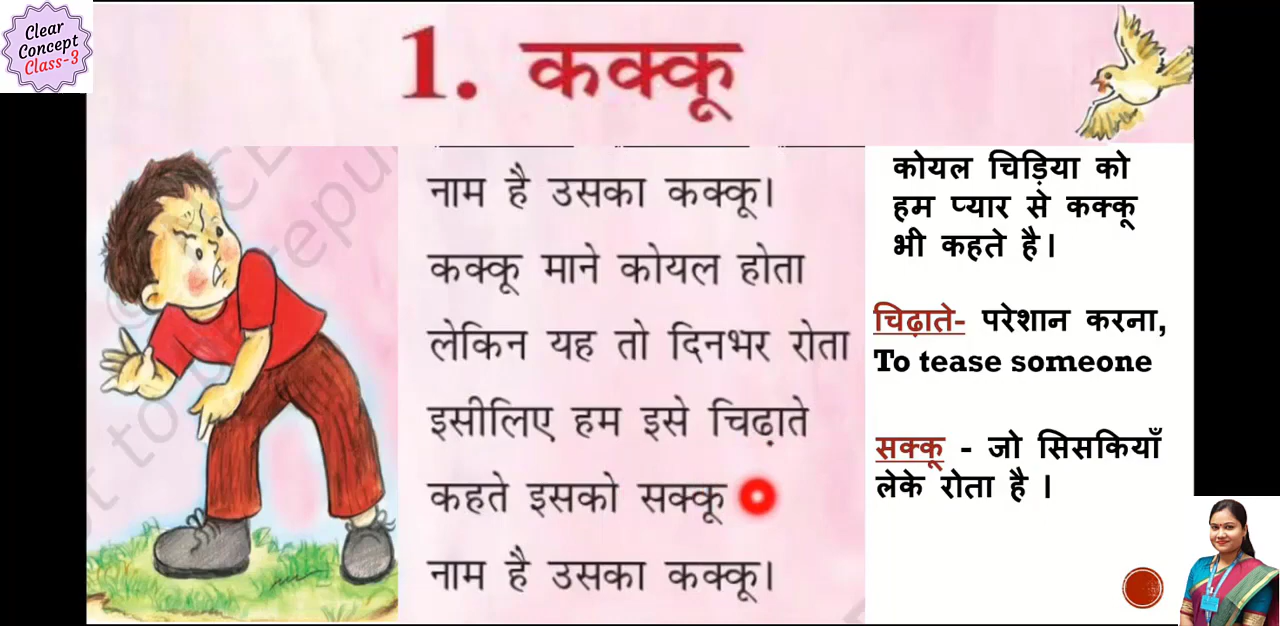 Clear
Concept
Class-3
1. कक्कू
नाम है उसका कक्कू।
कक्कू माने कोयल होता
लेकिन यह तो दिनभर रोता
इसीलिए हम इसे चिढ़ाते
कहते इसको सक्कू
नाम है उसका कक्कू।
कोयल चिड़िया को
हम प्यार से कक्कू
भी कहते है।
चिढ़ाते- परेशान करना,
To tease someone
सक्कू - जो सिसकियाँ
लेके रोता है ।